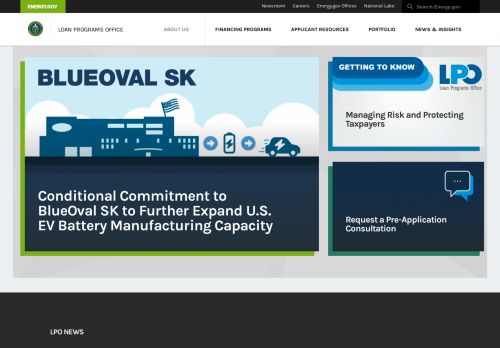 ENERGY.GOV
Newsroom Careers Energy.gov Offices National Labs Search Energy.gov
LOAN PROGRAMS OFFICE ABOUT US FINANCING PROGRAMS APPLICANT RESOURCES PORTFOLIO NEWS & INSIGHTS
BLUEOVAL SK
Conditional Commitment to
BlueOval SK to Further Expand U.S.
EV Battery Manufacturing Capacity
GETTING TO KNOW
LPO
Loan Programs Office
Managing Risk and Protecting
Taxpayers
Request a Pre-Application
Consultation
LPO NEWS